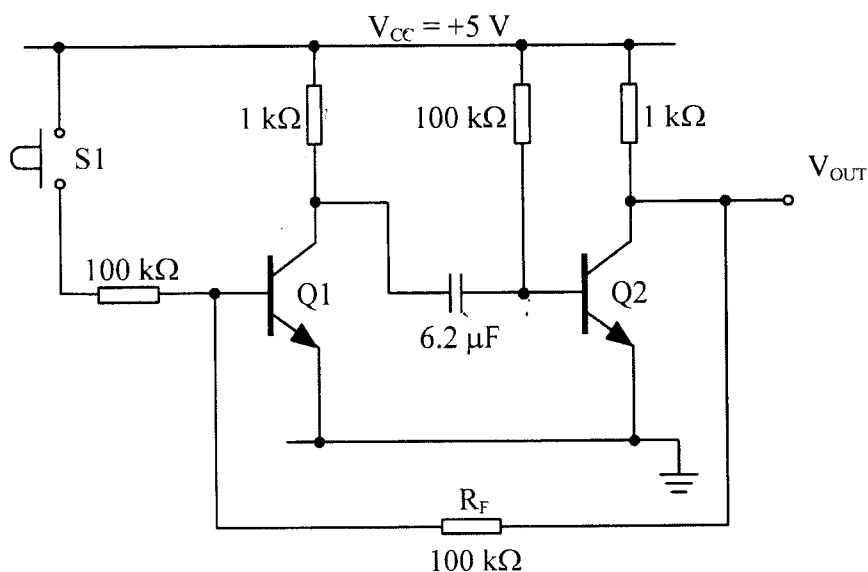 V_CC = +5 V
1 kΩ
100 kΩ
1 kΩ
S1
V_OUT
100 kΩ
Q1
Q2
6.2 µF
R_F
100 kΩ